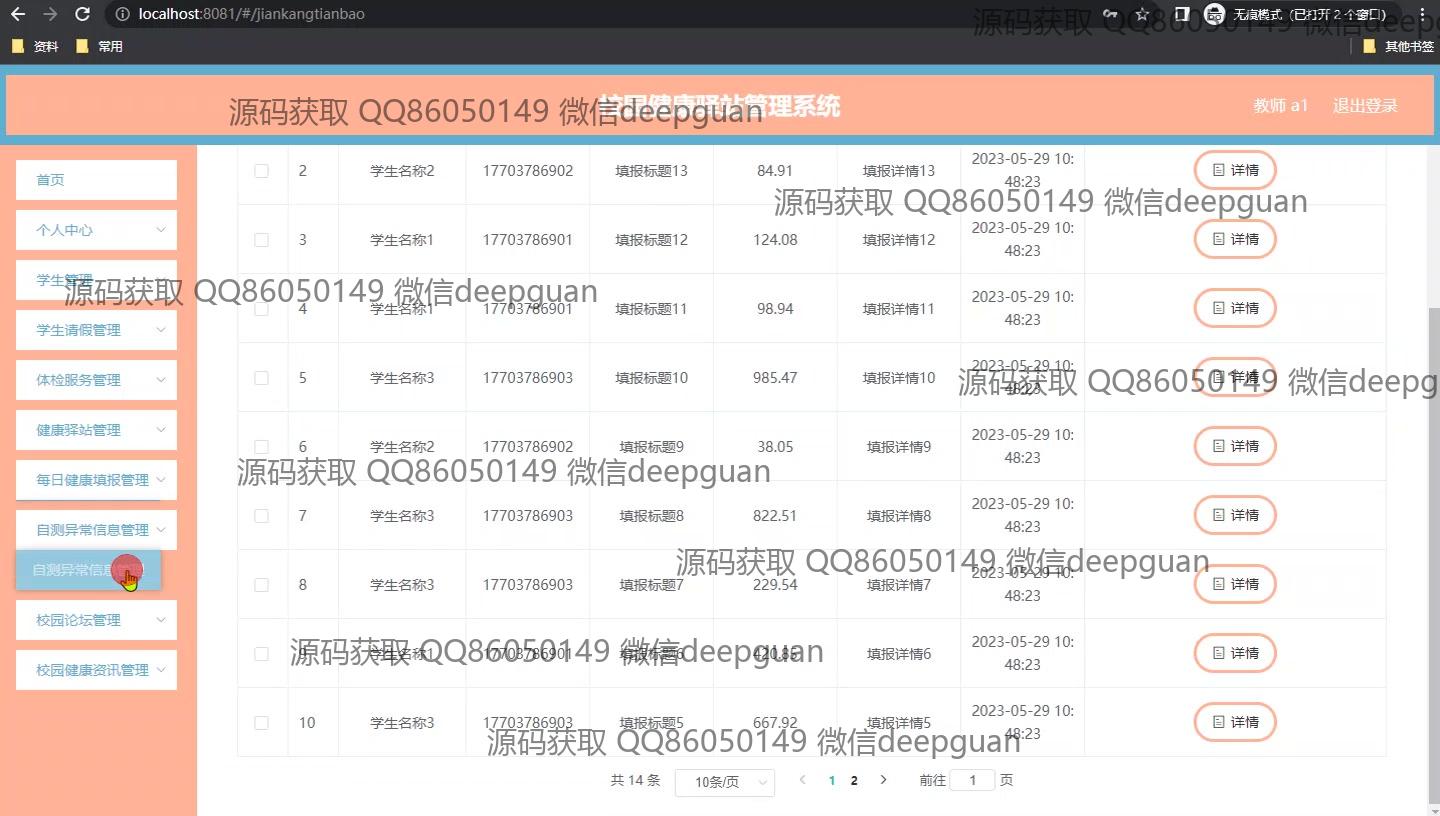 localhost:8081/#/jiankangtianbao
无痕模式 (已打开 2 个窗口)
资料
常用
其他书签
源码获取 QQ86050149 微信deepg
源码获取 QQ86050149 微信deepguan
校园健康驿站管理系统
教师 a1
退出登录
首页
个人中心
学生管理
学生请假管理
体检服务管理
健康驿站管理
每日健康填报管理
自测异常信息管理
自测异常信息管理
校园论坛管理
校园健康资讯管理
2 学生名称2 17703786902 填报标题13 84.91 填报详情13 2023-05-29 10:
48:23
详情
源码获取 QQ86050149 微信deepguan
3 学生名称1 17703786901 填报标题12 124.08 填报详情12 2023-05-29 10:
48:23
详情
源码获取 QQ86050149 微信deepguan
4 学生名称1 17703786901 填报标题11 98.94 填报详情11 2023-05-29 10:
48:23
详情
5 学生名称3 17703786903 填报标题10 985.47 填报详情10 2023-05-29 10:
48:23
详情
源码获取 QQ86050149 微信deepg
6 学生名称2 17703786902 填报标题9 38.05 填报详情9 2023-05-29 10:
48:23
详情
源码获取 QQ86050149 微信deepguan
7 学生名称3 17703786903 填报标题8 822.51 填报详情8 2023-05-29 10:
48:23
详情
源码获取 QQ86050149 微信deepguan
8 学生名称3 17703786903 填报标题7 229.54 填报详情7 2023-05-29 10:
48:23
详情
9 学生名称1 17703786901 填报标题6 420.85 填报详情6 2023-05-29 10:
48:23
详情
源码获取 QQ86050149 微信deepguan
10 学生名称3 17703786903 填报标题5 667.92 填报详情5 2023-05-29 10:
48:23
详情
源码获取 QQ86050149 微信deepguan
共 14 条 10条/页 1 2 前往 1 页